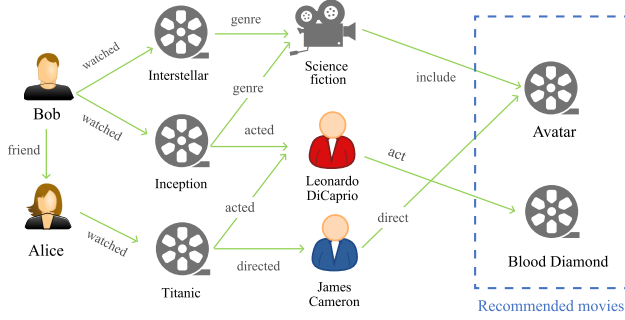 genre
watched
Interstellar
Science
fiction
include
Bob
genre
watched
acted
Avatar
friend
Inception
act
Leonardo
DiCaprio
acted
direct
Alice
watched
directed
Blood Diamond
Titanic
James
Cameron
Recommended movies